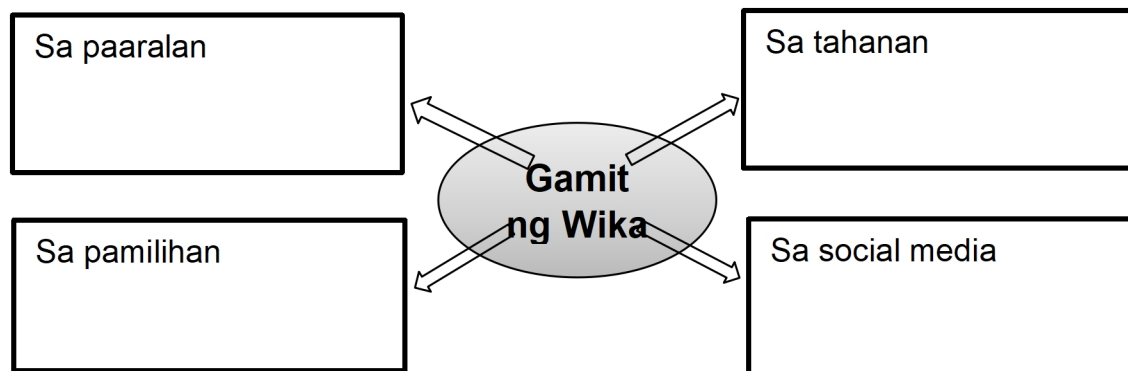 Sa paaralan
Sa tahanan
Gamit
ng Wika
Sa pamilihan
Sa social media